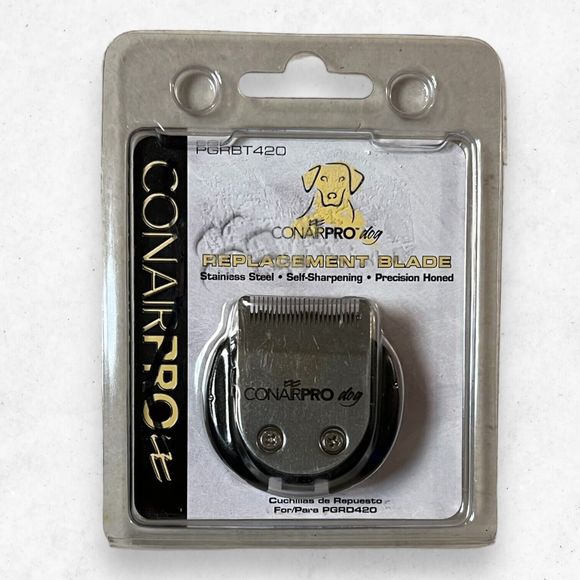 PGRBT420
CONAIRPRO dog
REPLACEMENT BLADE
Stainless Steel • Self-Sharpening • Precision Honed
CONAIRPRO
CONAIRPRO dog
Cuchillas de Repuesto
For/Para PGRD420